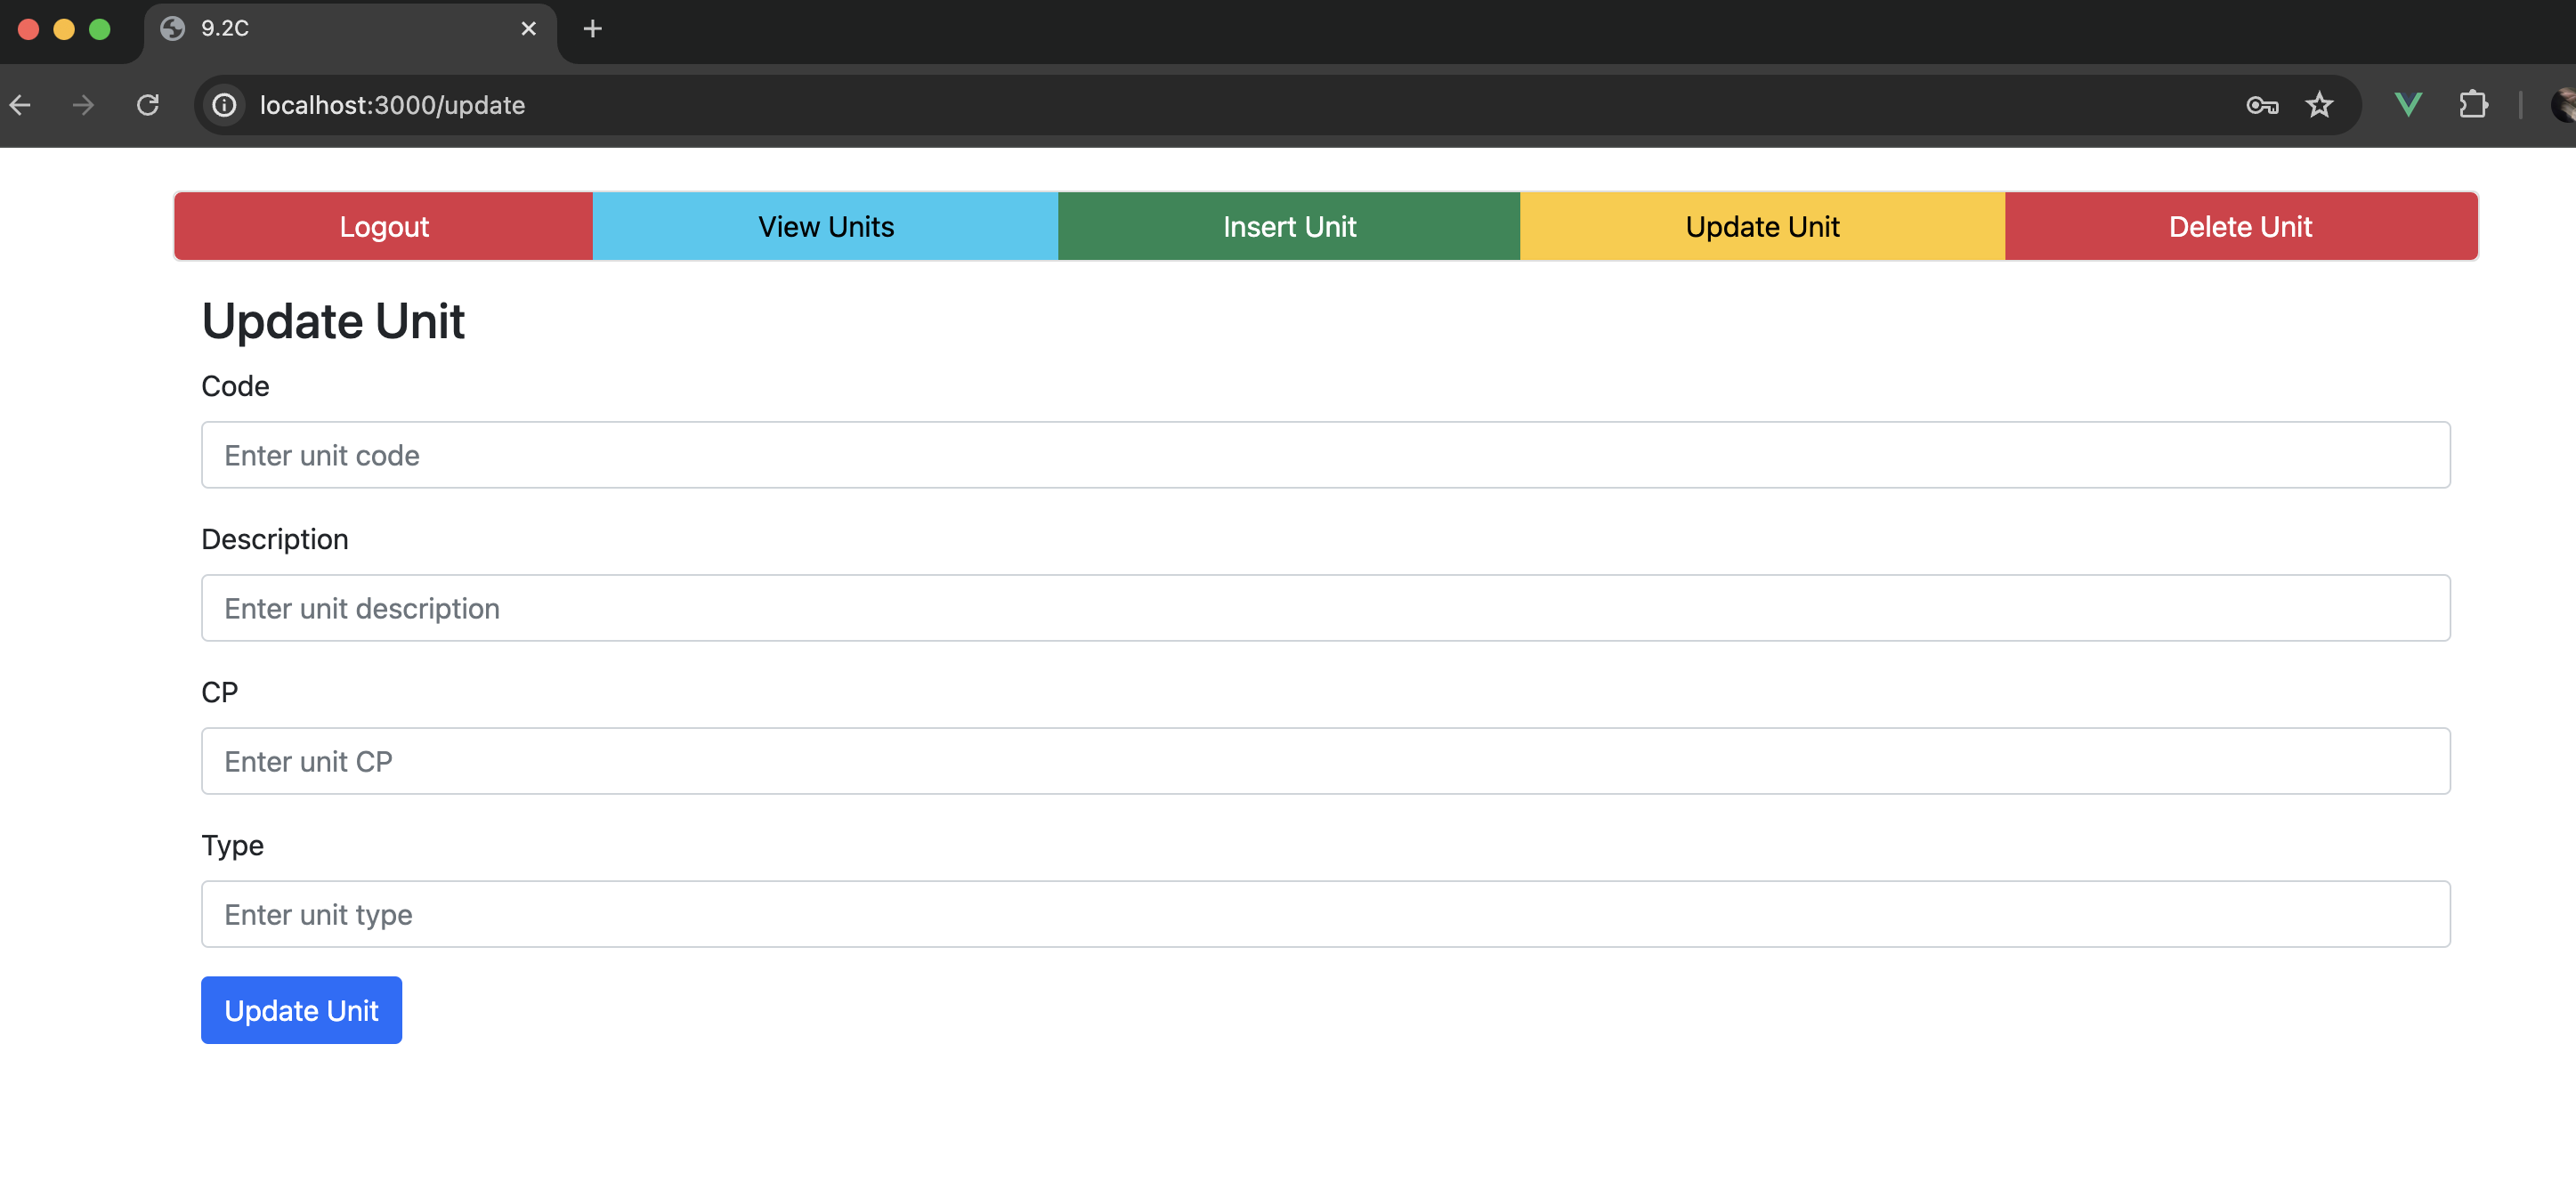 9.2C
localhost:3000/update
Logout View Units Insert Unit Update Unit Delete Unit
Update Unit
Code
Enter unit code
Description
Enter unit description
CP
Enter unit CP
Type
Enter unit type
Update Unit